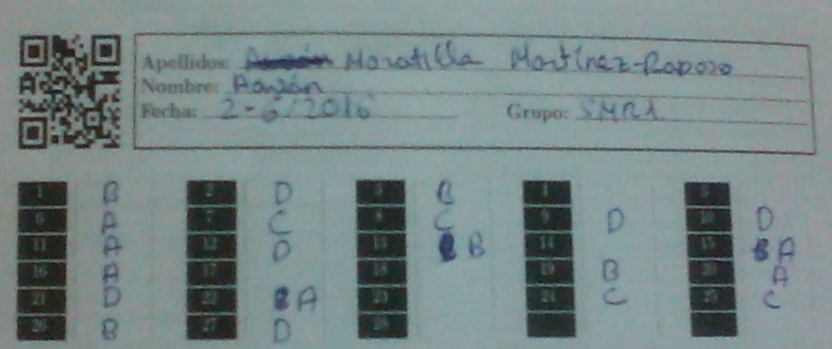 Apellidos: Moratilla Martínez-Raposo
Nombre: Ramón
Fecha: 2-6/2016 Grupo: SMR1
1 B 2 D 3 B 4 5
6 A 7 C 8 C 9 D 10 D
11 A 12 D 13 B 14 15 A
16 A 17 18 19 B 20 A
21 D 22 A 23 24 C 25 C
26 B 27 D 28